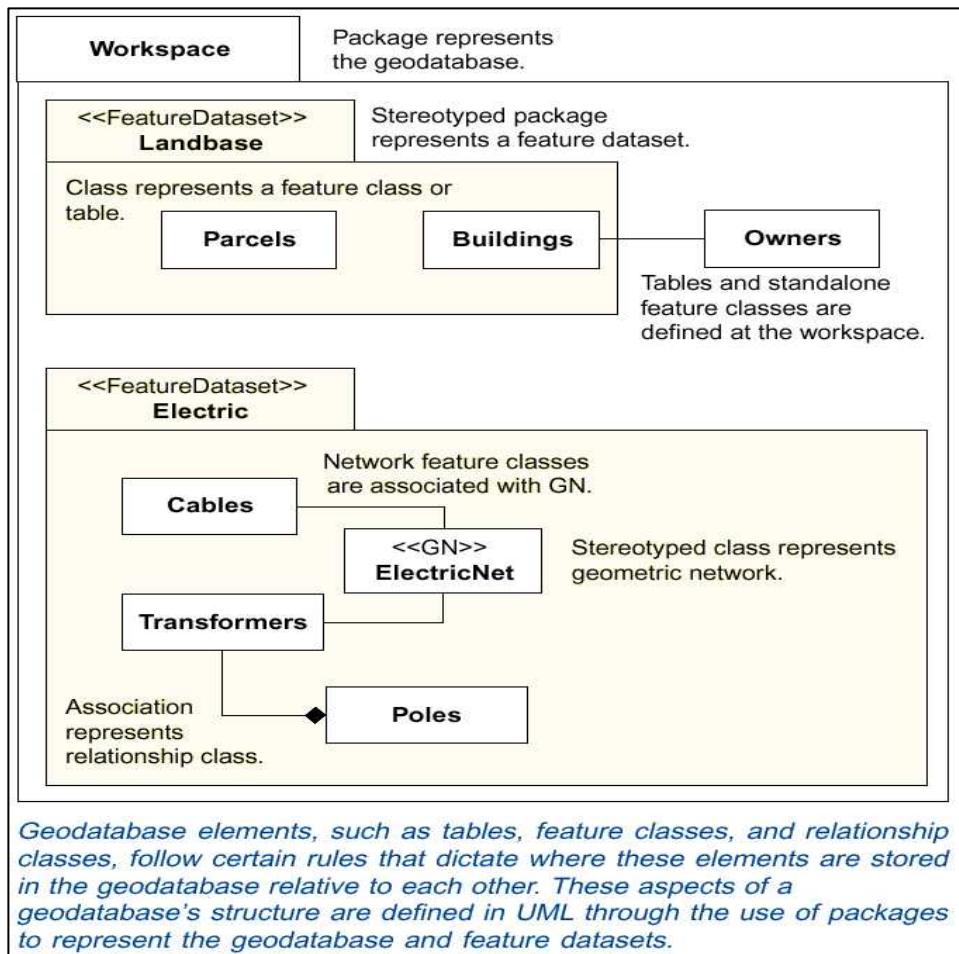 Workspace
Package represents
the geodatabase.
<<FeatureDataset>>
Landbase
Stereotyped package
represents a feature dataset.
Class represents a feature class or
table.
Parcels
Buildings
Owners
Tables and standalone
feature classes are
defined at the workspace.
<<FeatureDataset>>
Electric
Network feature classes
are associated with GN.
Cables
<<GN>>
ElectricNet
Stereotyped class represents
geometric network.
Transformers
Association
represents
relationship class.
Poles
Geodatabase elements, such as tables, feature classes, and relationship
classes, follow certain rules that dictate where these elements are stored
in the geodatabase relative to each other. These aspects of a
geodatabase's structure are defined in UML through the use of packages
to represent the geodatabase and feature datasets.